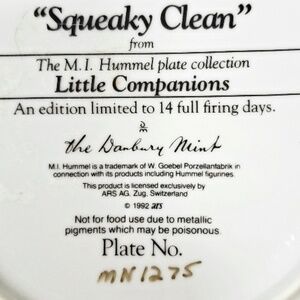 "Squeaky Clean"
from
The M.I. Hummel plate collection
Little Companions
An edition limited to 14 full firing days.
The Danbury Mint
M.I. Hummel is a trademark of W. Goebel Porzellanfabrik in
connection with its products including Hummel figurines.
This product is licensed exclusively by
ARS AG, Zug, Switzerland
© 1992 ars
Not for food use due to metallic
pigments which may be poisonous.
Plate No.
MN1275